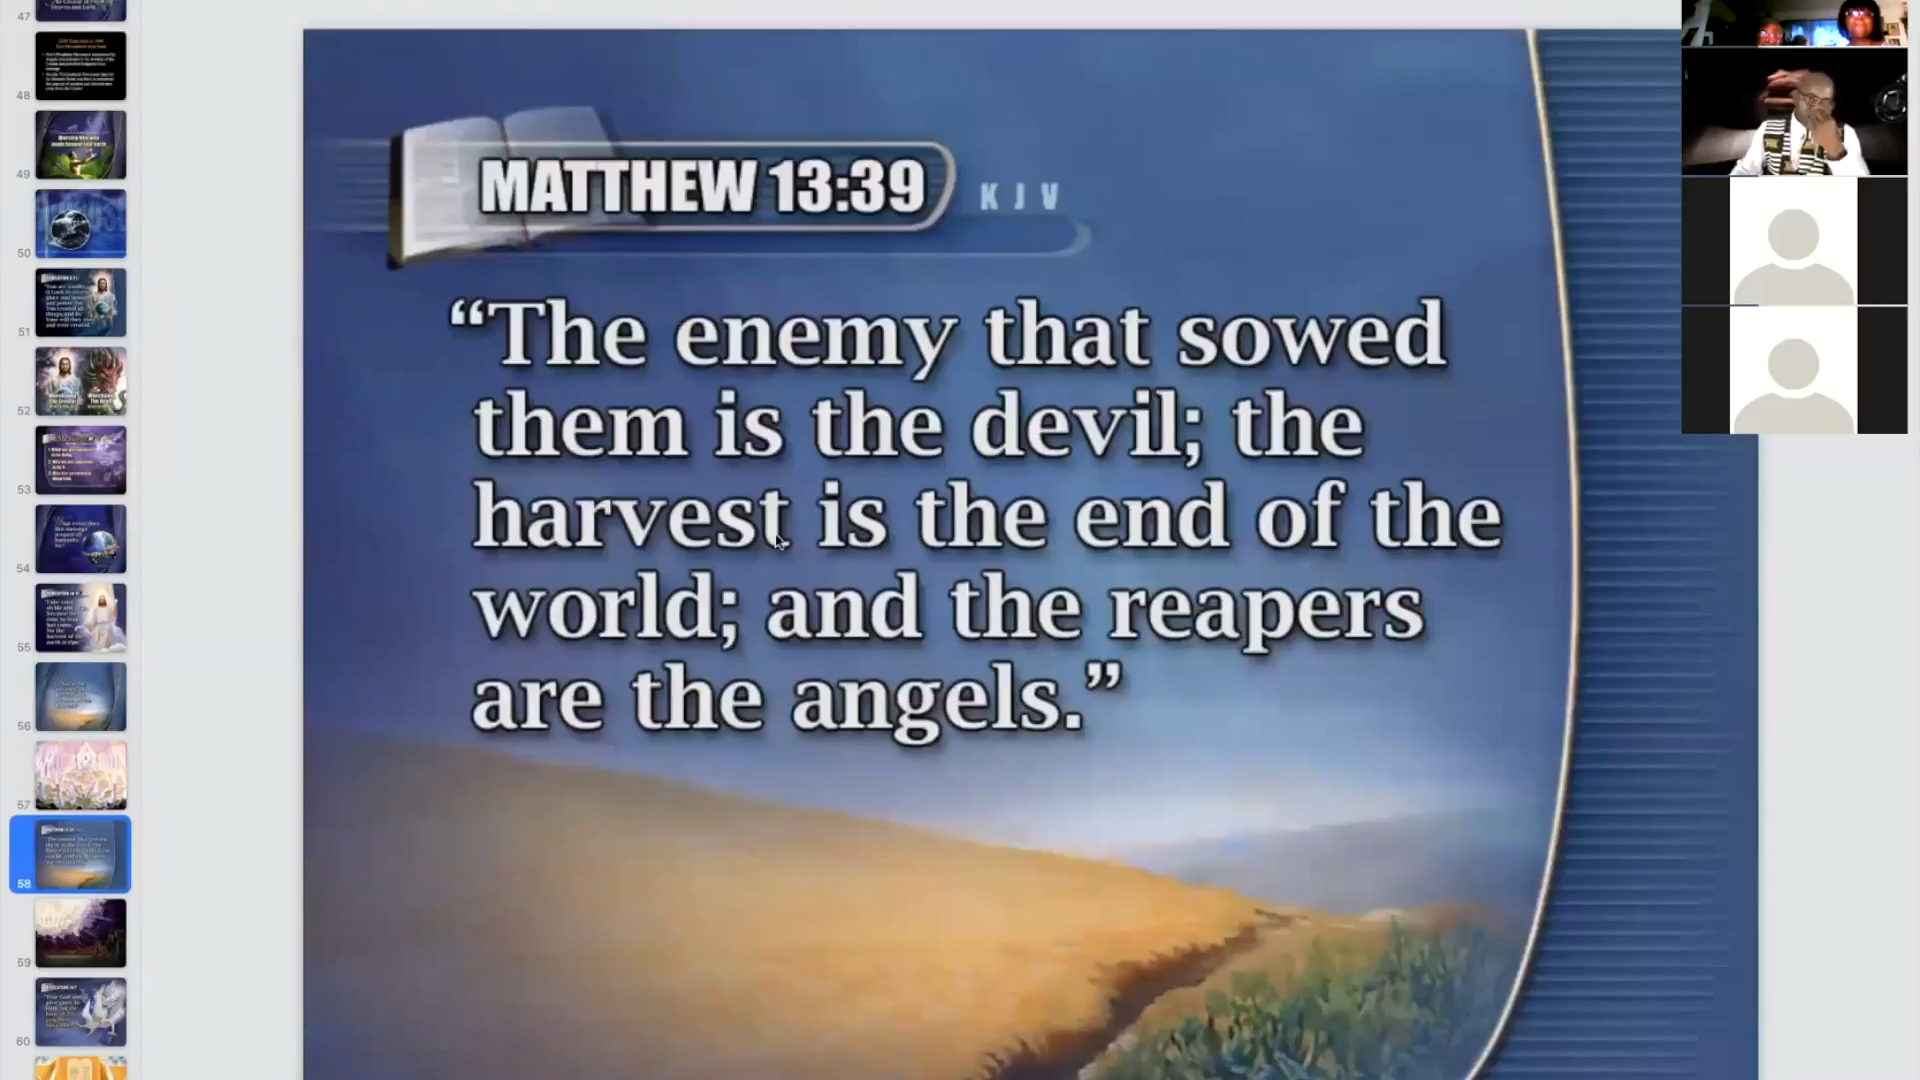 MATTHEW 13:39 KJV
“The enemy that sowed
them is the devil; the
harvest is the end of the
world; and the reapers
are the angels.”
47
48
49
50
51
52
53
54
55
56
57
58
59
60